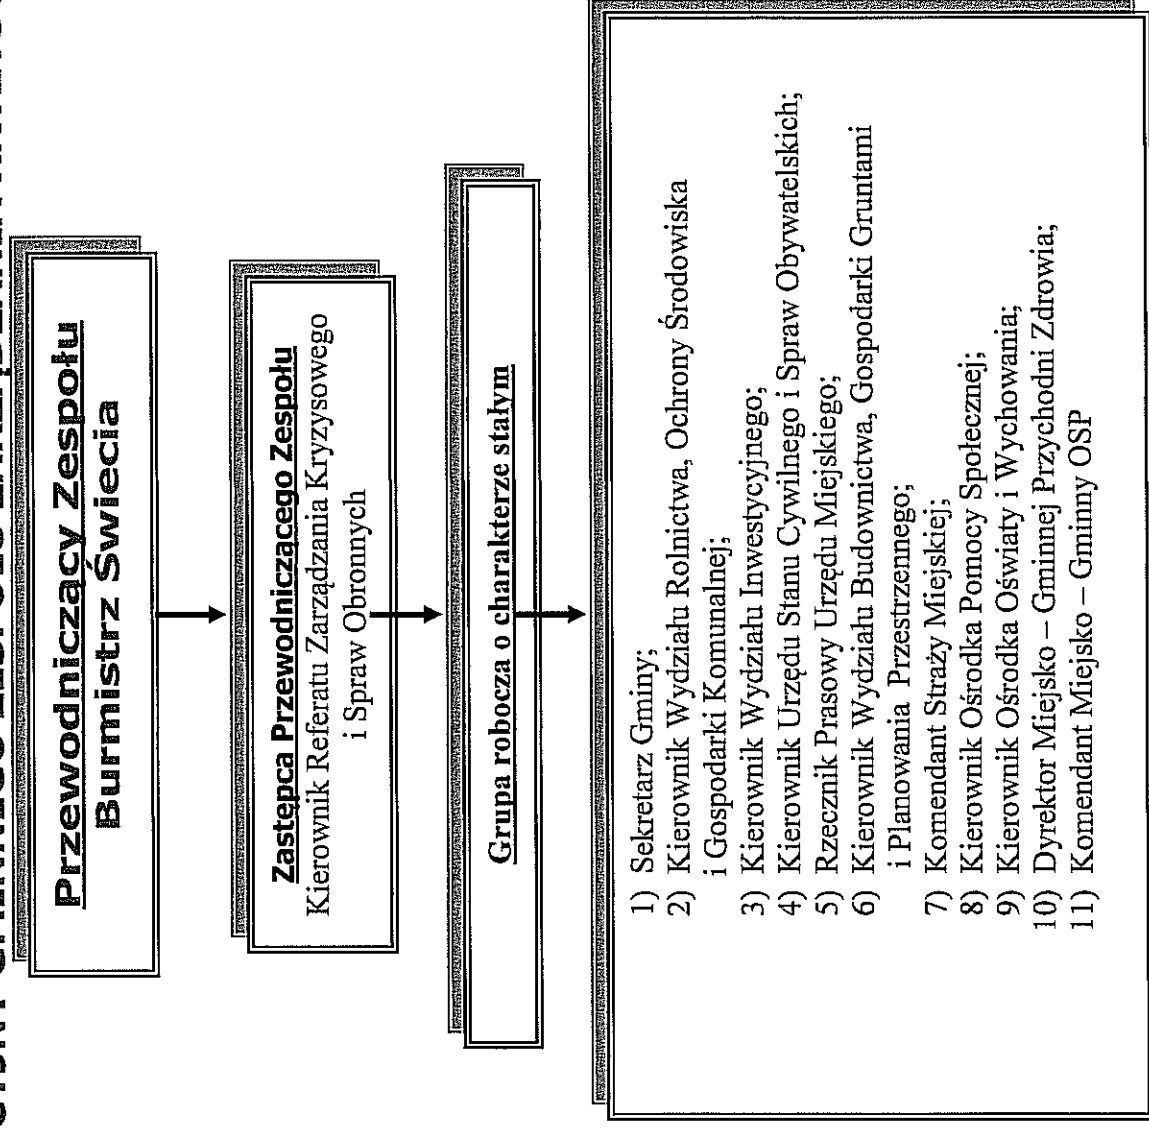 Przewodniczący Zespołu
Burmistrz Świecia
Zastępca Przewodniczącego Zespołu
Kierownik Referatu Zarządzania Kryzysowego
i Spraw Obronnych
Grupa robocza o charakterze stałym
1) Sekretarz Gminy;
2) Kierownik Wydziału Rolnictwa, Ochrony Środowiska
i Gospodarki Komunalnej;
3) Kierownik Wydziału Inwestycyjnego;
4) Kierownik Urzędu Stanu Cywilnego i Spraw Obywatelskich;
5) Rzecznik Prasowy Urzędu Miejskiego;
6) Kierownik Wydziału Budownictwa, Gospodarki Gruntami
i Planowania Przestrzennego;
7) Komendant Straży Miejskiej;
8) Kierownik Ośrodka Pomocy Społecznej;
9) Kierownik Ośrodka Oświaty i Wychowania;
10) Dyrektor Miejsko – Gminnej Przychodni Zdrowia;
11) Komendant Miejsko – Gminny OSP